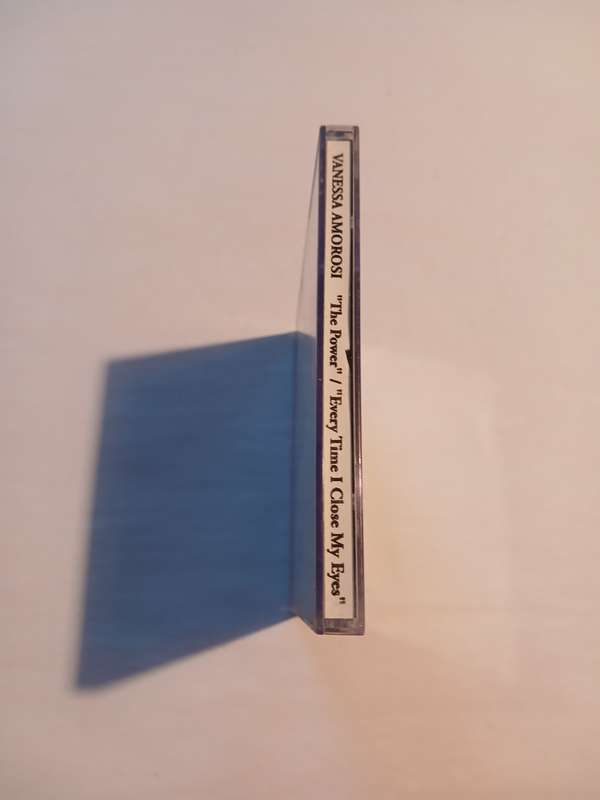 VANESSA AMOROSI "The Power" / "Every Time I Close My Eyes"